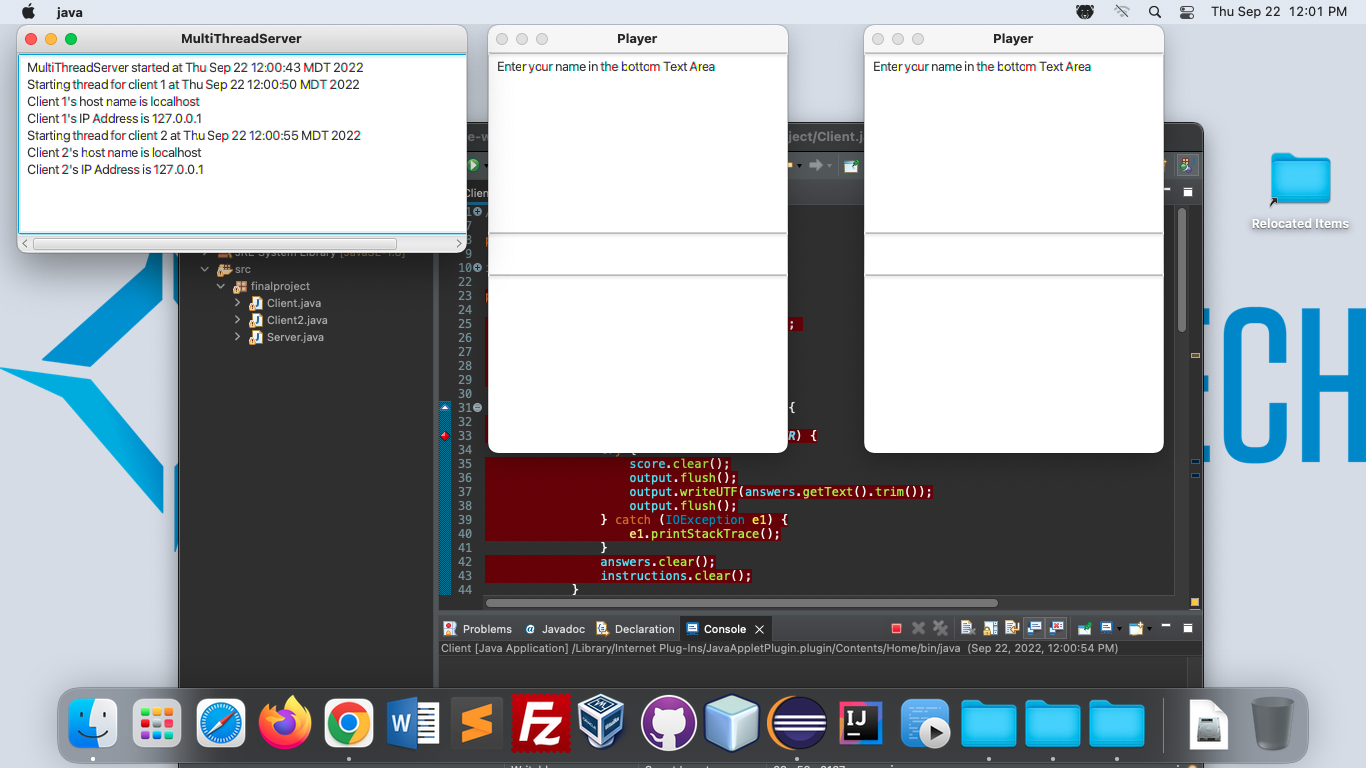 java
Thu Sep 22 12:01 PM
MultiThreadServer
MultiThreadServer started at Thu Sep 22 12:00:43 MDT 2022
Starting thread for client 1 at Thu Sep 22 12:00:50 MDT 2022
Client 1's host name is localhost
Client 1's IP Address is 127.0.0.1
Starting thread for client 2 at Thu Sep 22 12:00:55 MDT 2022
Client 2's host name is localhost
Client 2's IP Address is 127.0.0.1
Player
Enter your name in the bottom Text Area
Player
Enter your name in the bottom Text Area
Relocated Items
ECH
ject/Client.j
src
finalproject
Client.java
Client2.java
Server.java
9
10
22
23
24
25 ;
26
27
28
29
30
31 {
32
33 R) {
34
35 score.clear();
36 output.flush();
37 output.writeUTF(answers.getText().trim());
38 output.flush();
39 } catch (IOException e1) {
40 e1.printStackTrace();
41 }
42 answers.clear();
43 instructions.clear();
44 }
Problems
Javadoc
Declaration
Console
Client [Java Application] /Library/Internet Plug-Ins/JavaAppletPlugin.plugin/Contents/Home/bin/java (Sep 22, 2022, 12:00:54 PM)
W
S
Fz
IJ